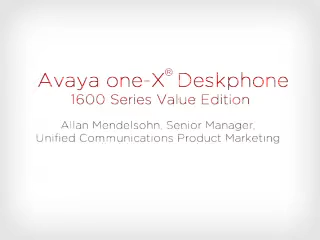 Avaya one-X® Deskphone
1600 Series Value Edition
Allan Mendelsohn, Senior Manager,
Unified Communications Product Marketing